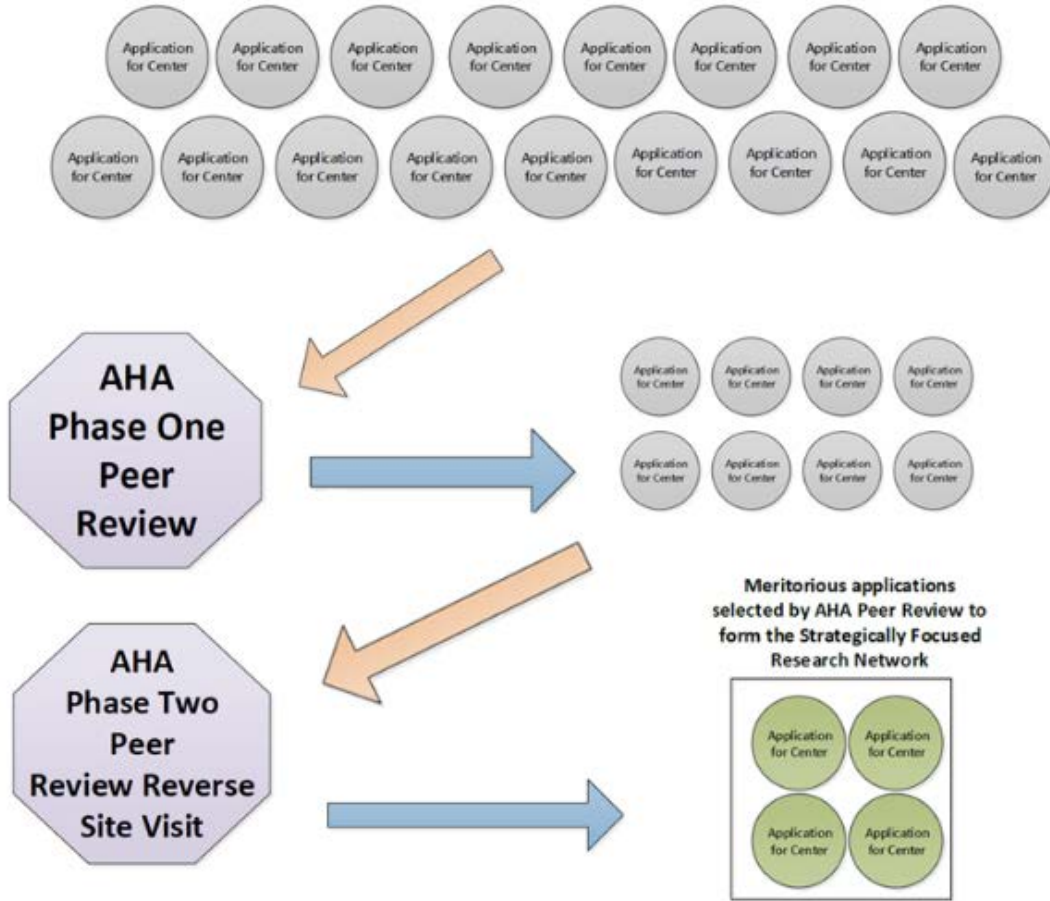 Application
for Center
Application
for Center
Application
for Center
Application
for Center
Application
for Center
Application
for Center
Application
for Center
Application
for Center
Application
for Center
Application
for Center
Application
for Center
Application
for Center
Application
for Center
Application
for Center
Application
for Center
Application
for Center
Application
for Center
AHA
Phase One
Peer
Review
Application
for Center
Application
for Center
Application
for Center
Application
for Center
Application
for Center
Application
for Center
Application
for Center
Application
for Center
AHA
Phase Two
Peer
Review Reverse
Site Visit
Meritorious applications
selected by AHA Peer Review to
form the Strategically Focused
Research Network
Application
for Center
Application
for Center
Application
for Center
Application
for Center